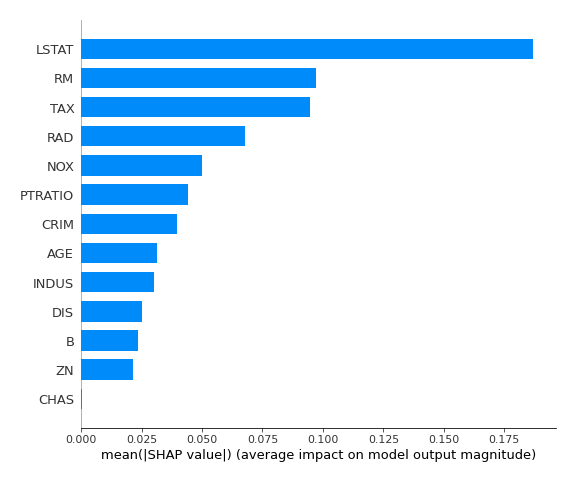 LSTAT
RM
TAX
RAD
NOX
PTRATIO
CRIM
AGE
INDUS
DIS
B
ZN
CHAS
0.000 0.025 0.050 0.075 0.100 0.125 0.150 0.175
mean(|SHAP value|) (average impact on model output magnitude)